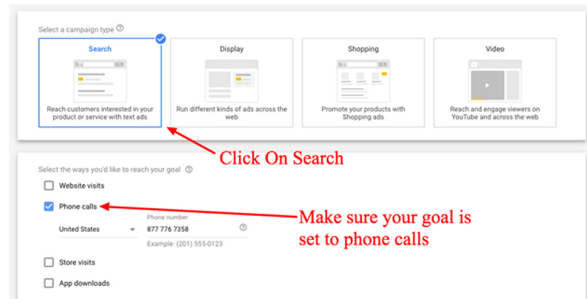 Select a campaign type
Search
Display
Shopping
Video
Reach customers interested in your
product or service with text ads
Run different kinds of ads across the
web
Promote your products with
Shopping ads
Reach and engage viewers on
YouTube and across the web
Click On Search
Select the ways you'd like to reach your goal
Website visits
Phone calls
Phone number
United States
877 776 7358
Example: (201) 555-0123
Make sure your goal is
set to phone calls
Store visits
App downloads